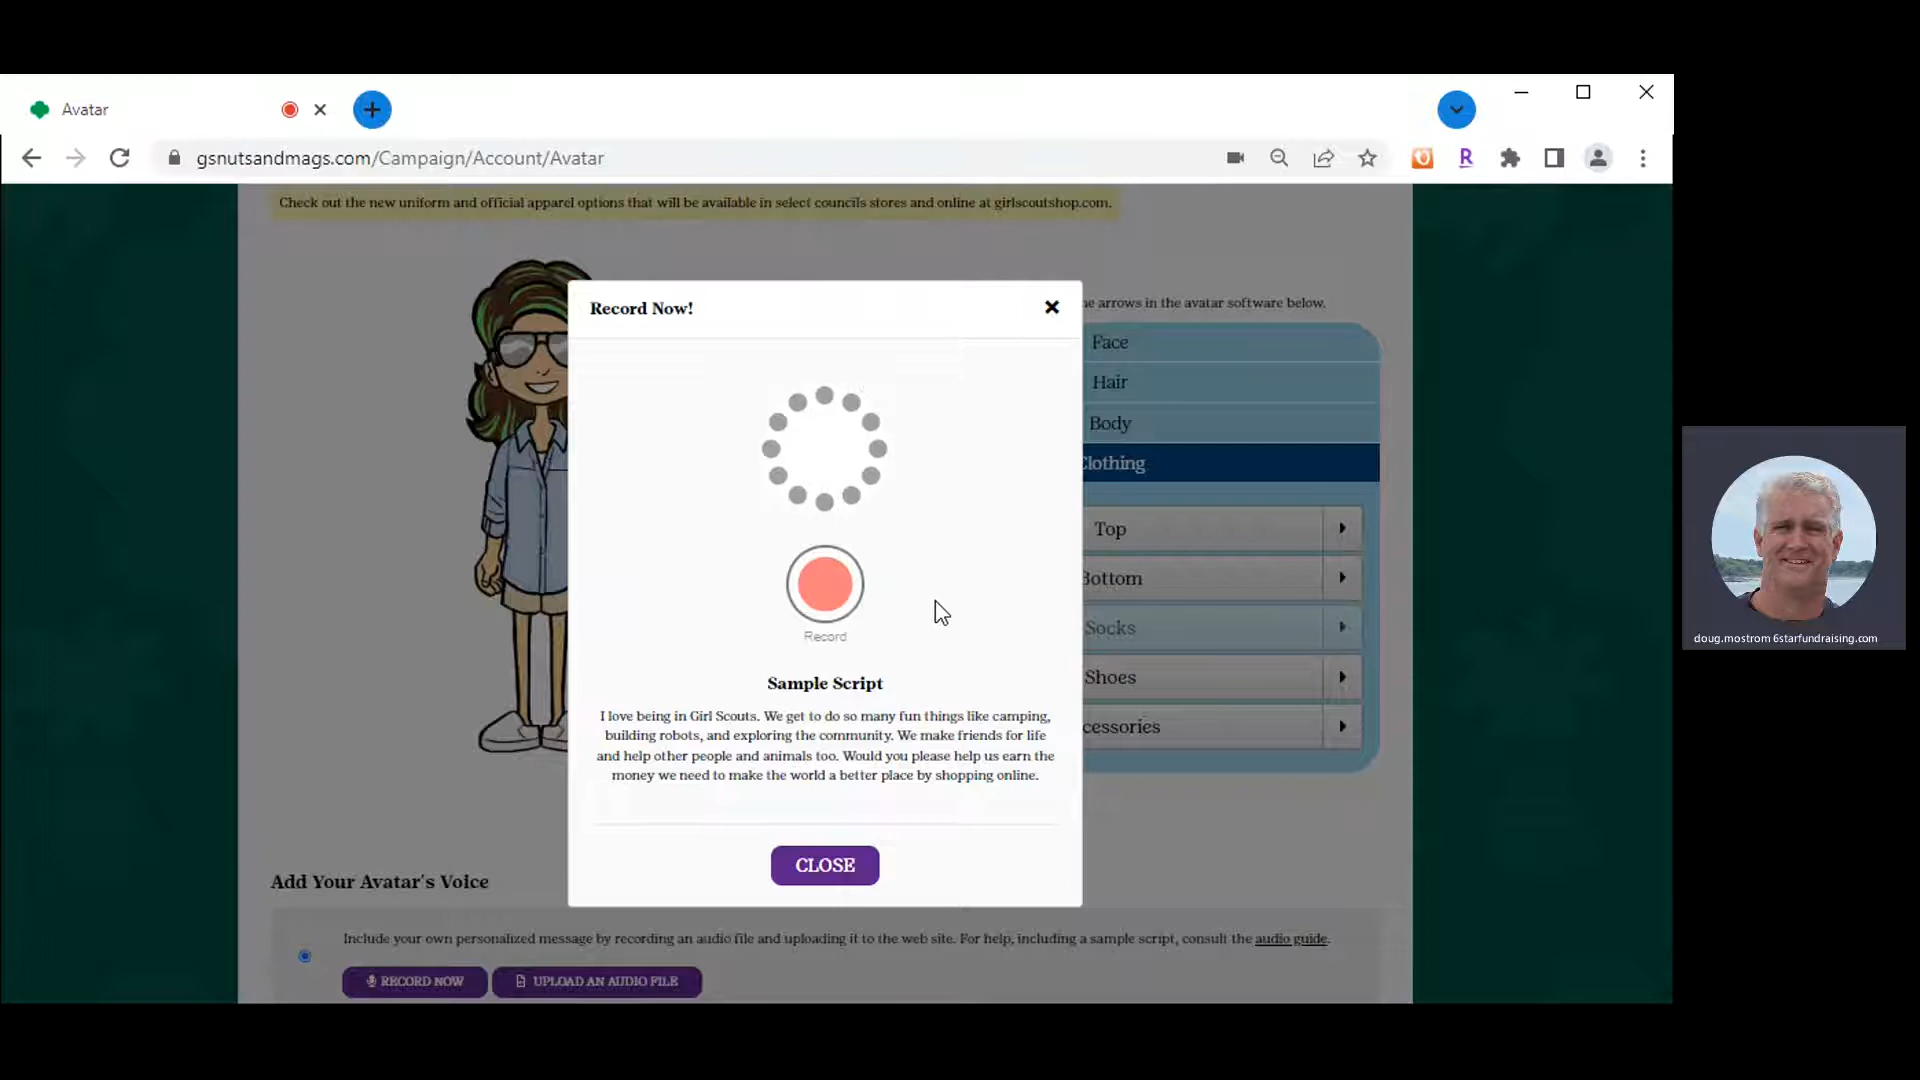 Avatar
gsnutsandmags.com/Campaign/Account/Avatar
Check out the new uniform and official apparel options that will be available in select councils stores and online at girlscoutshop.com.
Record Now!
arrows in the avatar software below.
Face
Hair
Body
Clothing
Top
Bottom
Socks
Shoes
cessories
Record
Sample Script
I love being in Girl Scouts. We get to do so many fun things like camping,
building robots, and exploring the community. We make friends for life
and help other people and animals too. Would you please help us earn the
money we need to make the world a better place by shopping online.
CLOSE
Add Your Avatar's Voice
Include your own personalized message by recording an audio file and uploading it to the web site. For help, including a sample script, consult the audio guide.
RECORD NOW
UPLOAD AN AUDIO FILE
doug.mostrom 6starfundraising.com